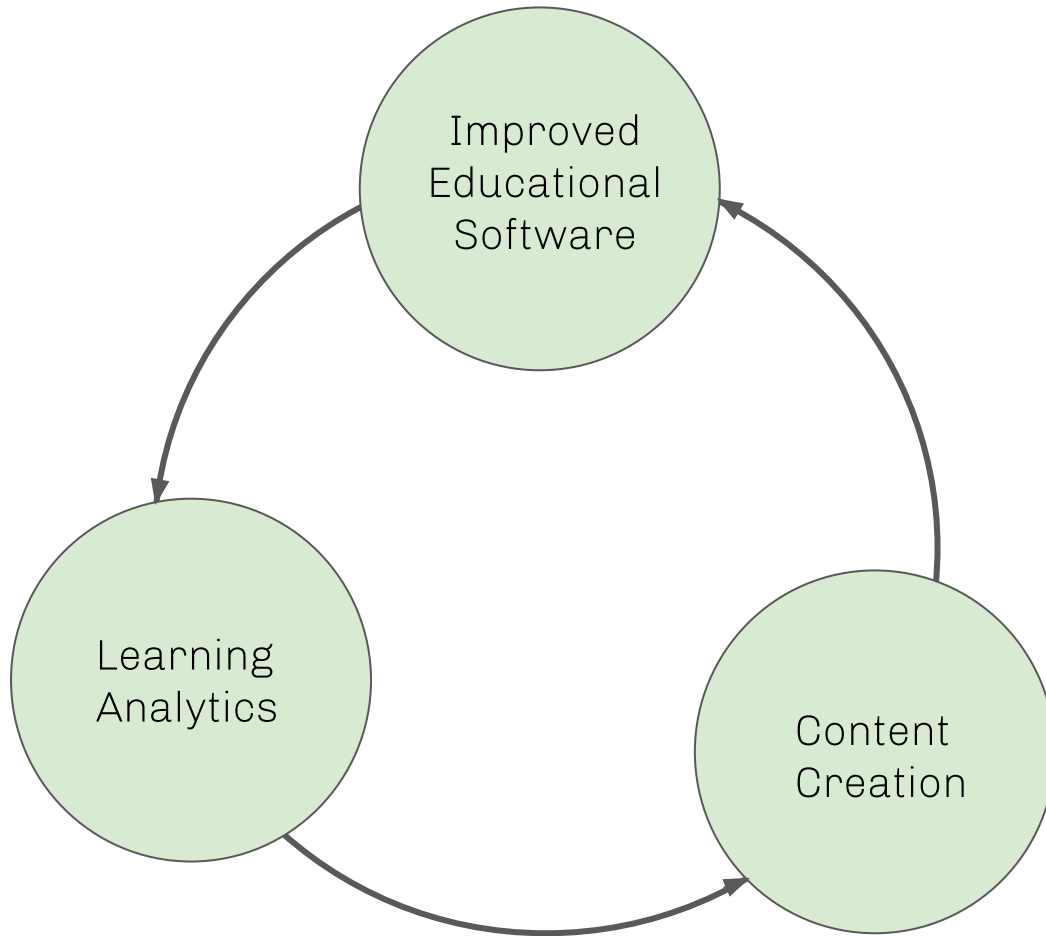 Improved
Educational
Software
Learning
Analytics
Content
Creation